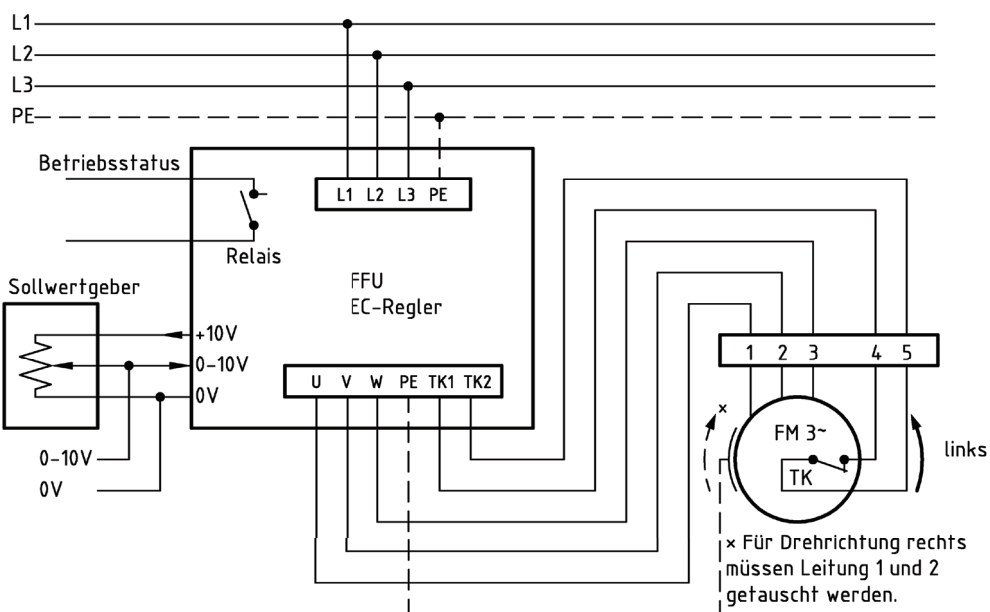 L1
L2
L3
PE
Betriebsstatus
L1 L2 L3 PE
Relais
Sollwertgeber
FFU
EC-Regler
+10V
0-10V
0V
U V W PE TK1 TK2
1 2 3 4 5
0-10V
0V
×
FM 3~
TK
links
× Für Drehrichtung rechts
müssen Leitung 1 und 2
getauscht werden.